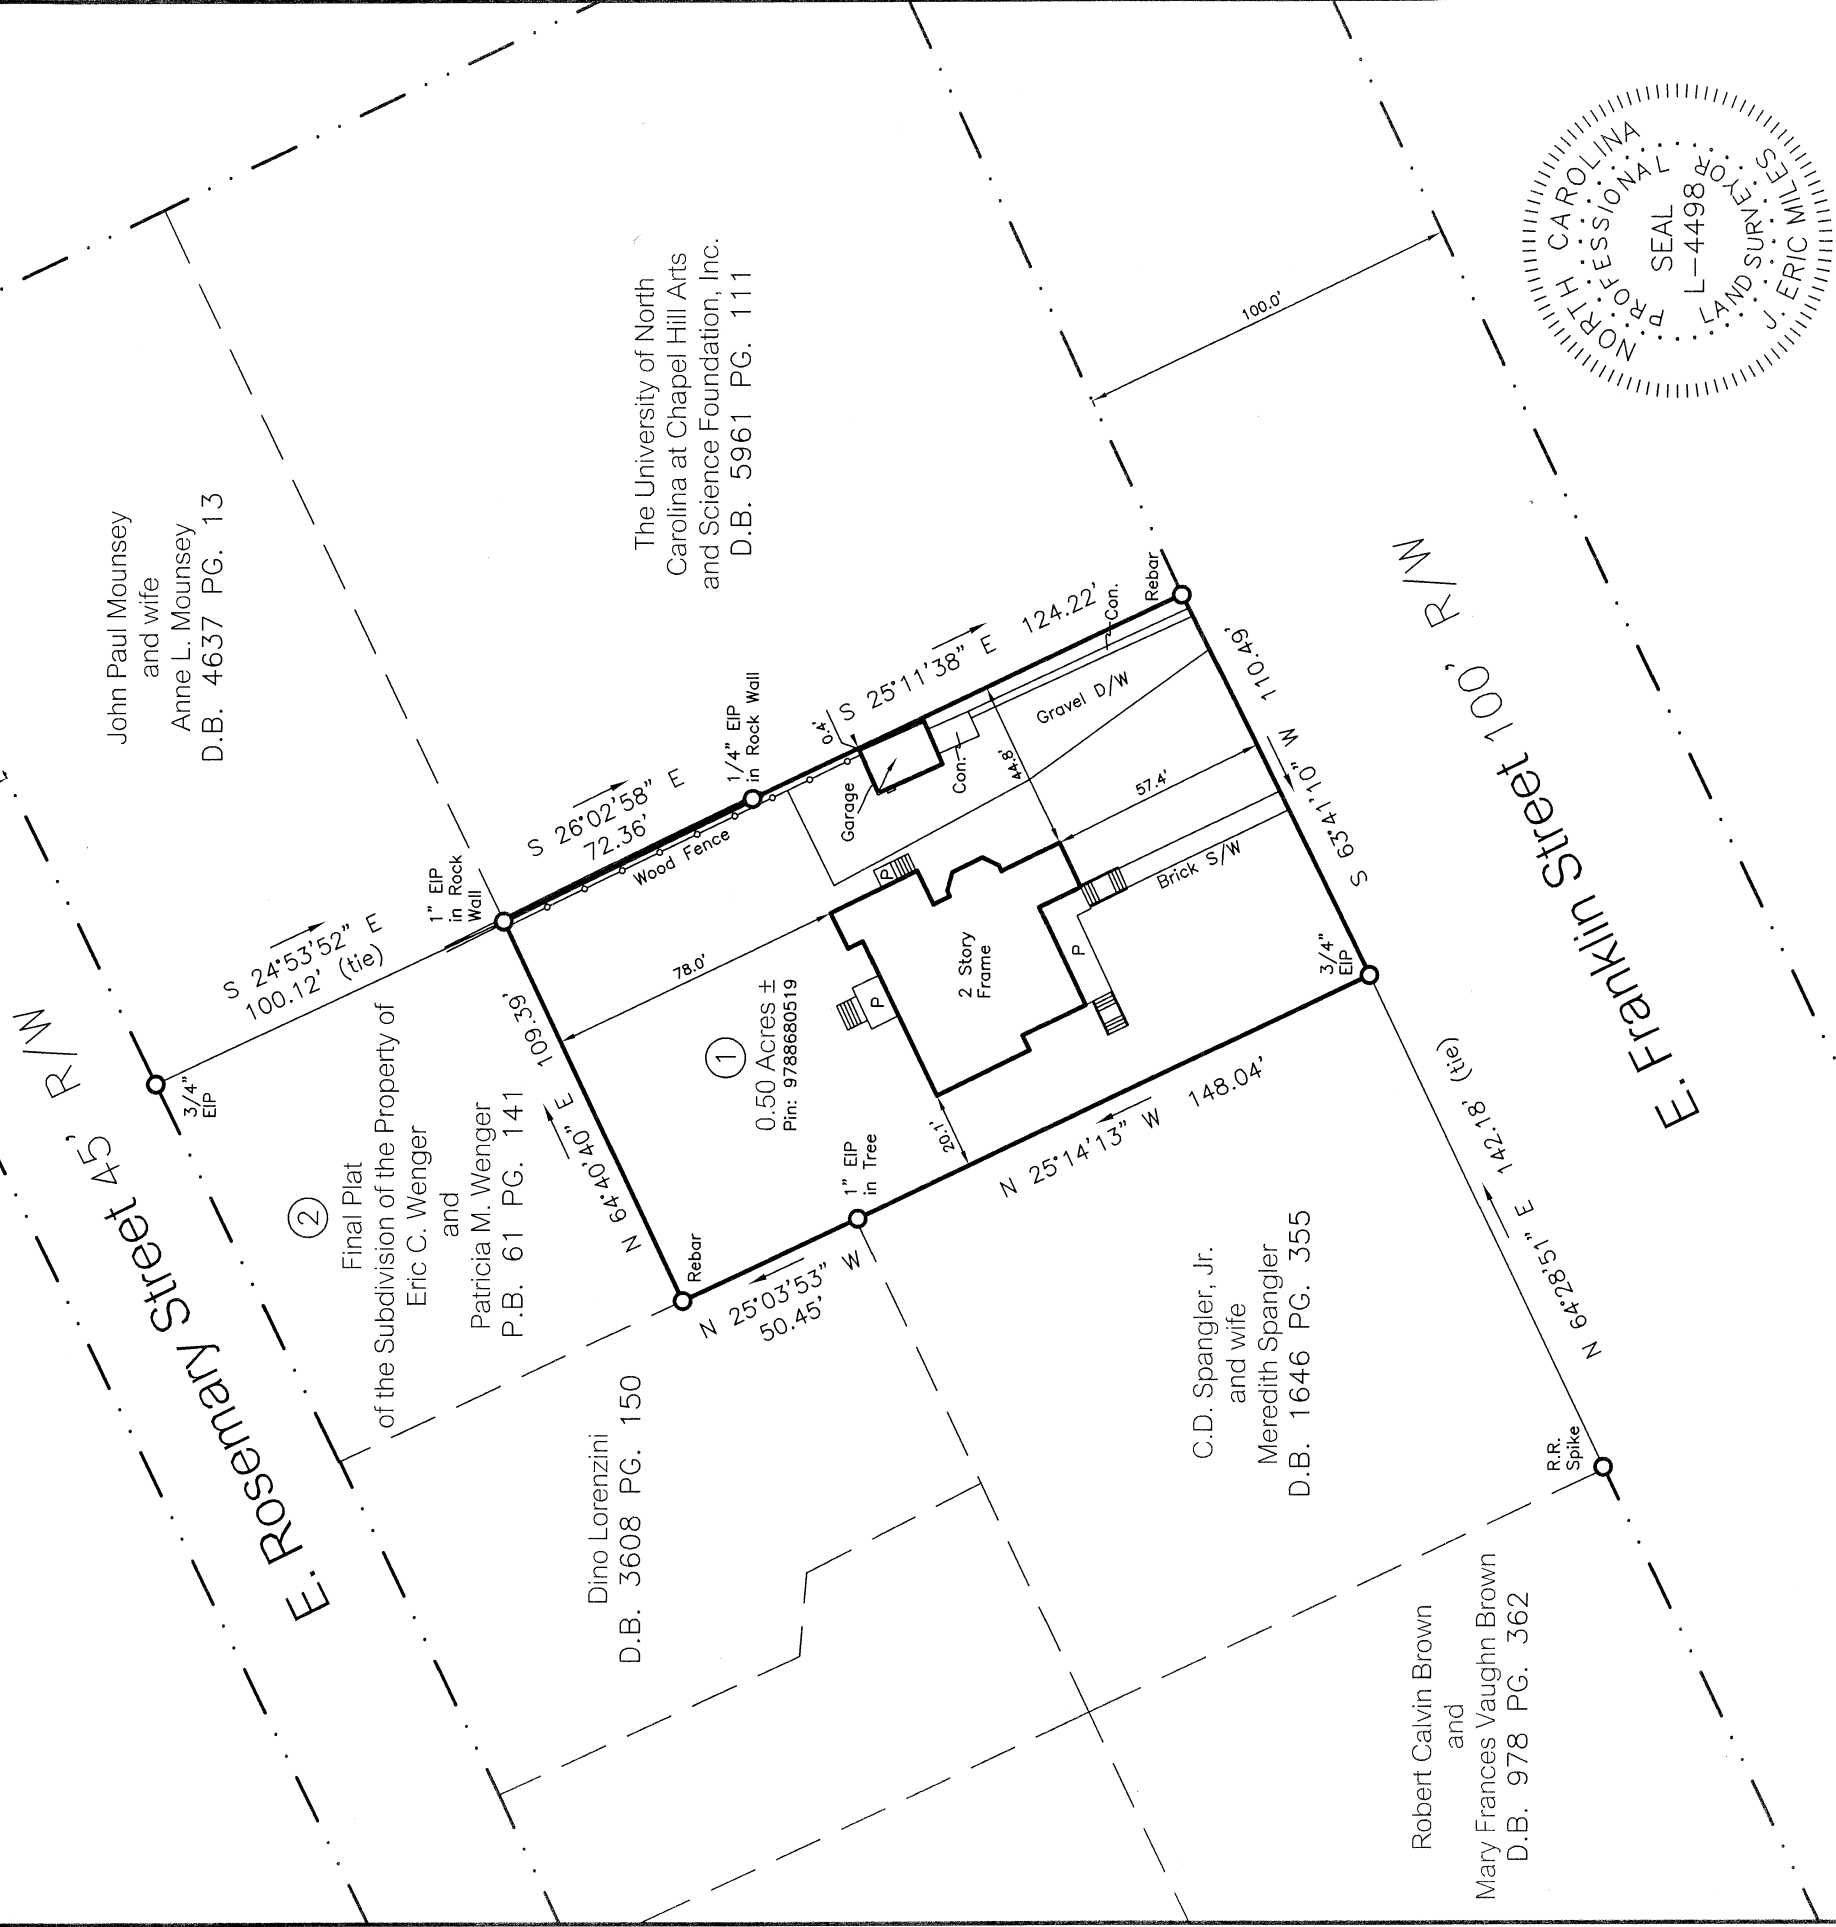 E. Rosemary Street 45' R/W
John Paul Mounsey
and wife
Anne L. Mounsey
D.B. 4637 PG. 13
3/4"
EIP
S 24°53'52" E
100.12' (tie)
2
Final Plat
of the Subdivision of the Property of
Eric C. Wenger
and
Patricia M. Wenger
P.B. 61 PG. 141
1" EIP
in Rock
Wall
S 26°02'58" E
72.36'
Wood Fence
1/4" EIP
in Rock Wall
The University of North
Carolina at Chapel Hill Arts
and Science Foundation, Inc.
D.B. 5961 PG. 111
N 64°40'40" E 109.39'
Rebar
N 25°03'53" W
50.45'
Dino Lorenzini
D.B. 3608 PG. 150
78.0'
1
0.50 Acres ±
Pin: 9788680519
1" EIP
in Tree
20.1'
P
P
2 Story
Frame
P
0.4'
Garage
Con.
S 25°11'38" E 124.22'
Con.
Gravel D/W
44.8'
57.4'
Brick S/W
Rebar
S 63°41'10" W 110.49'
3/4"
EIP
N 25°14'13" W 148.04'
C.D. Spangler, Jr.
and wife
Meredith Spangler
D.B. 1646 PG. 355
N 64°28'51" E 142.18' (tie)
R.R.
Spike
Robert Calvin Brown
and
Mary Frances Vaughn Brown
D.B. 978 PG. 362
E. Franklin Street 100' R/W
100.0'
NORTH CAROLINA
PROFESSIONAL
SEAL
L-4498
LAND SURVEYOR
J. ERIC MILES